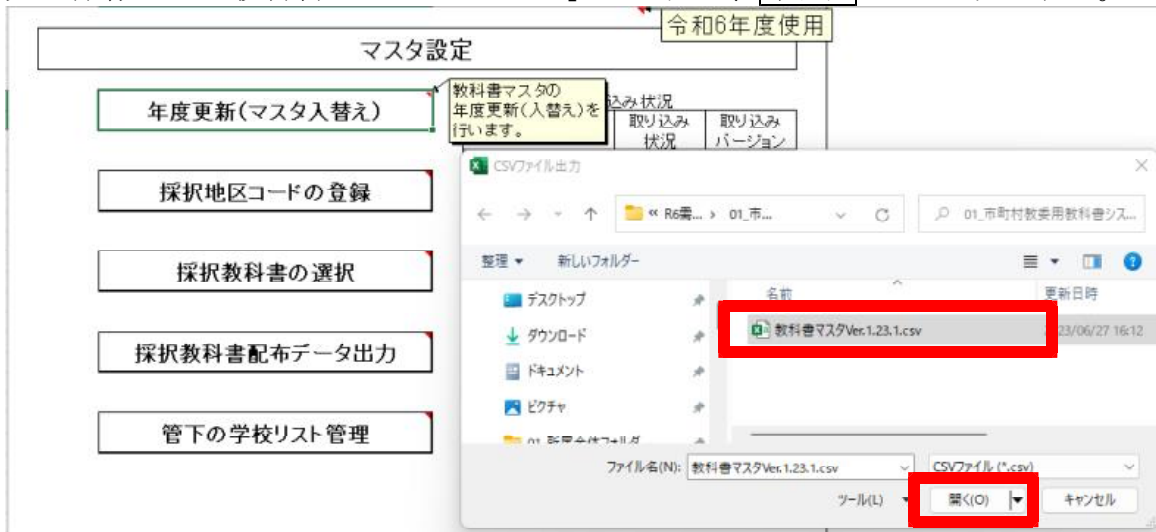 令和6年度使用
マスタ設定
年度更新(マスタ入替え)
教科書マスタの
年度更新(入替え)を
行います。
込み状況
取り込み
状況
取り込み
バージョン
採択地区コードの登録
採択教科書の選択
採択教科書配布データ出力
管下の学校リスト管理
CSVファイル出力
« R6需... › 01_市...
01_市町村教委用教科書シス...
整理
新しいフォルダー
名前
更新日時
デスクトップ
ダウンロード
ドキュメント
ピクチャ
教科書マスタVer.1.23.1.csv
23/06/27 16:12
ファイル名(N): 教科書マスタVer.1.23.1.csv
CSVファイル (*.csv)
ツール(L)
開く(O)
キャンセル